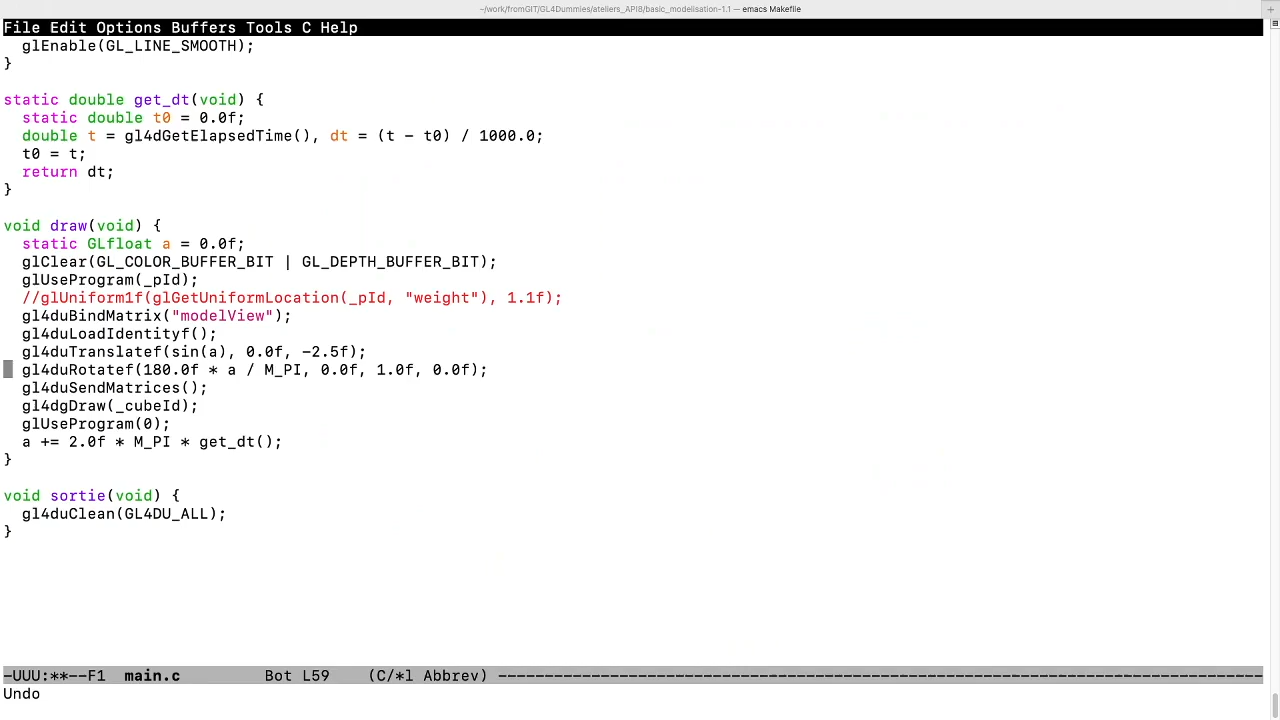 ~/work/fromGIT/GL4Dummies/ateliers_API8/basic_modelisation-1.1 — emacs Makefile
File Edit Options Buffers Tools C Help
  glEnable(GL_LINE_SMOOTH);
}

static double get_dt(void) {
  static double t0 = 0.0f;
  double t = gl4dGetElapsedTime(), dt = (t - t0) / 1000.0;
  t0 = t;
  return dt;
}

void draw(void) {
  static GLfloat a = 0.0f;
  glClear(GL_COLOR_BUFFER_BIT | GL_DEPTH_BUFFER_BIT);
  glUseProgram(_pId);
  //glUniform1f(glGetUniformLocation(_pId, "weight"), 1.1f);
  gl4duBindMatrix("modelView");
  gl4duLoadIdentityf();
  gl4duTranslatef(sin(a), 0.0f, -2.5f);
  gl4duRotatef(180.0f * a / M_PI, 0.0f, 1.0f, 0.0f);
  gl4duSendMatrices();
  gl4dgDraw(_cubeId);
  glUseProgram(0);
  a += 2.0f * M_PI * get_dt();
}

void sortie(void) {
  gl4duClean(GL4DU_ALL);
}
-UUU:**--F1  main.c         Bot L59    (C/*l Abbrev) -----------------------------------------------------------------------------------
Undo